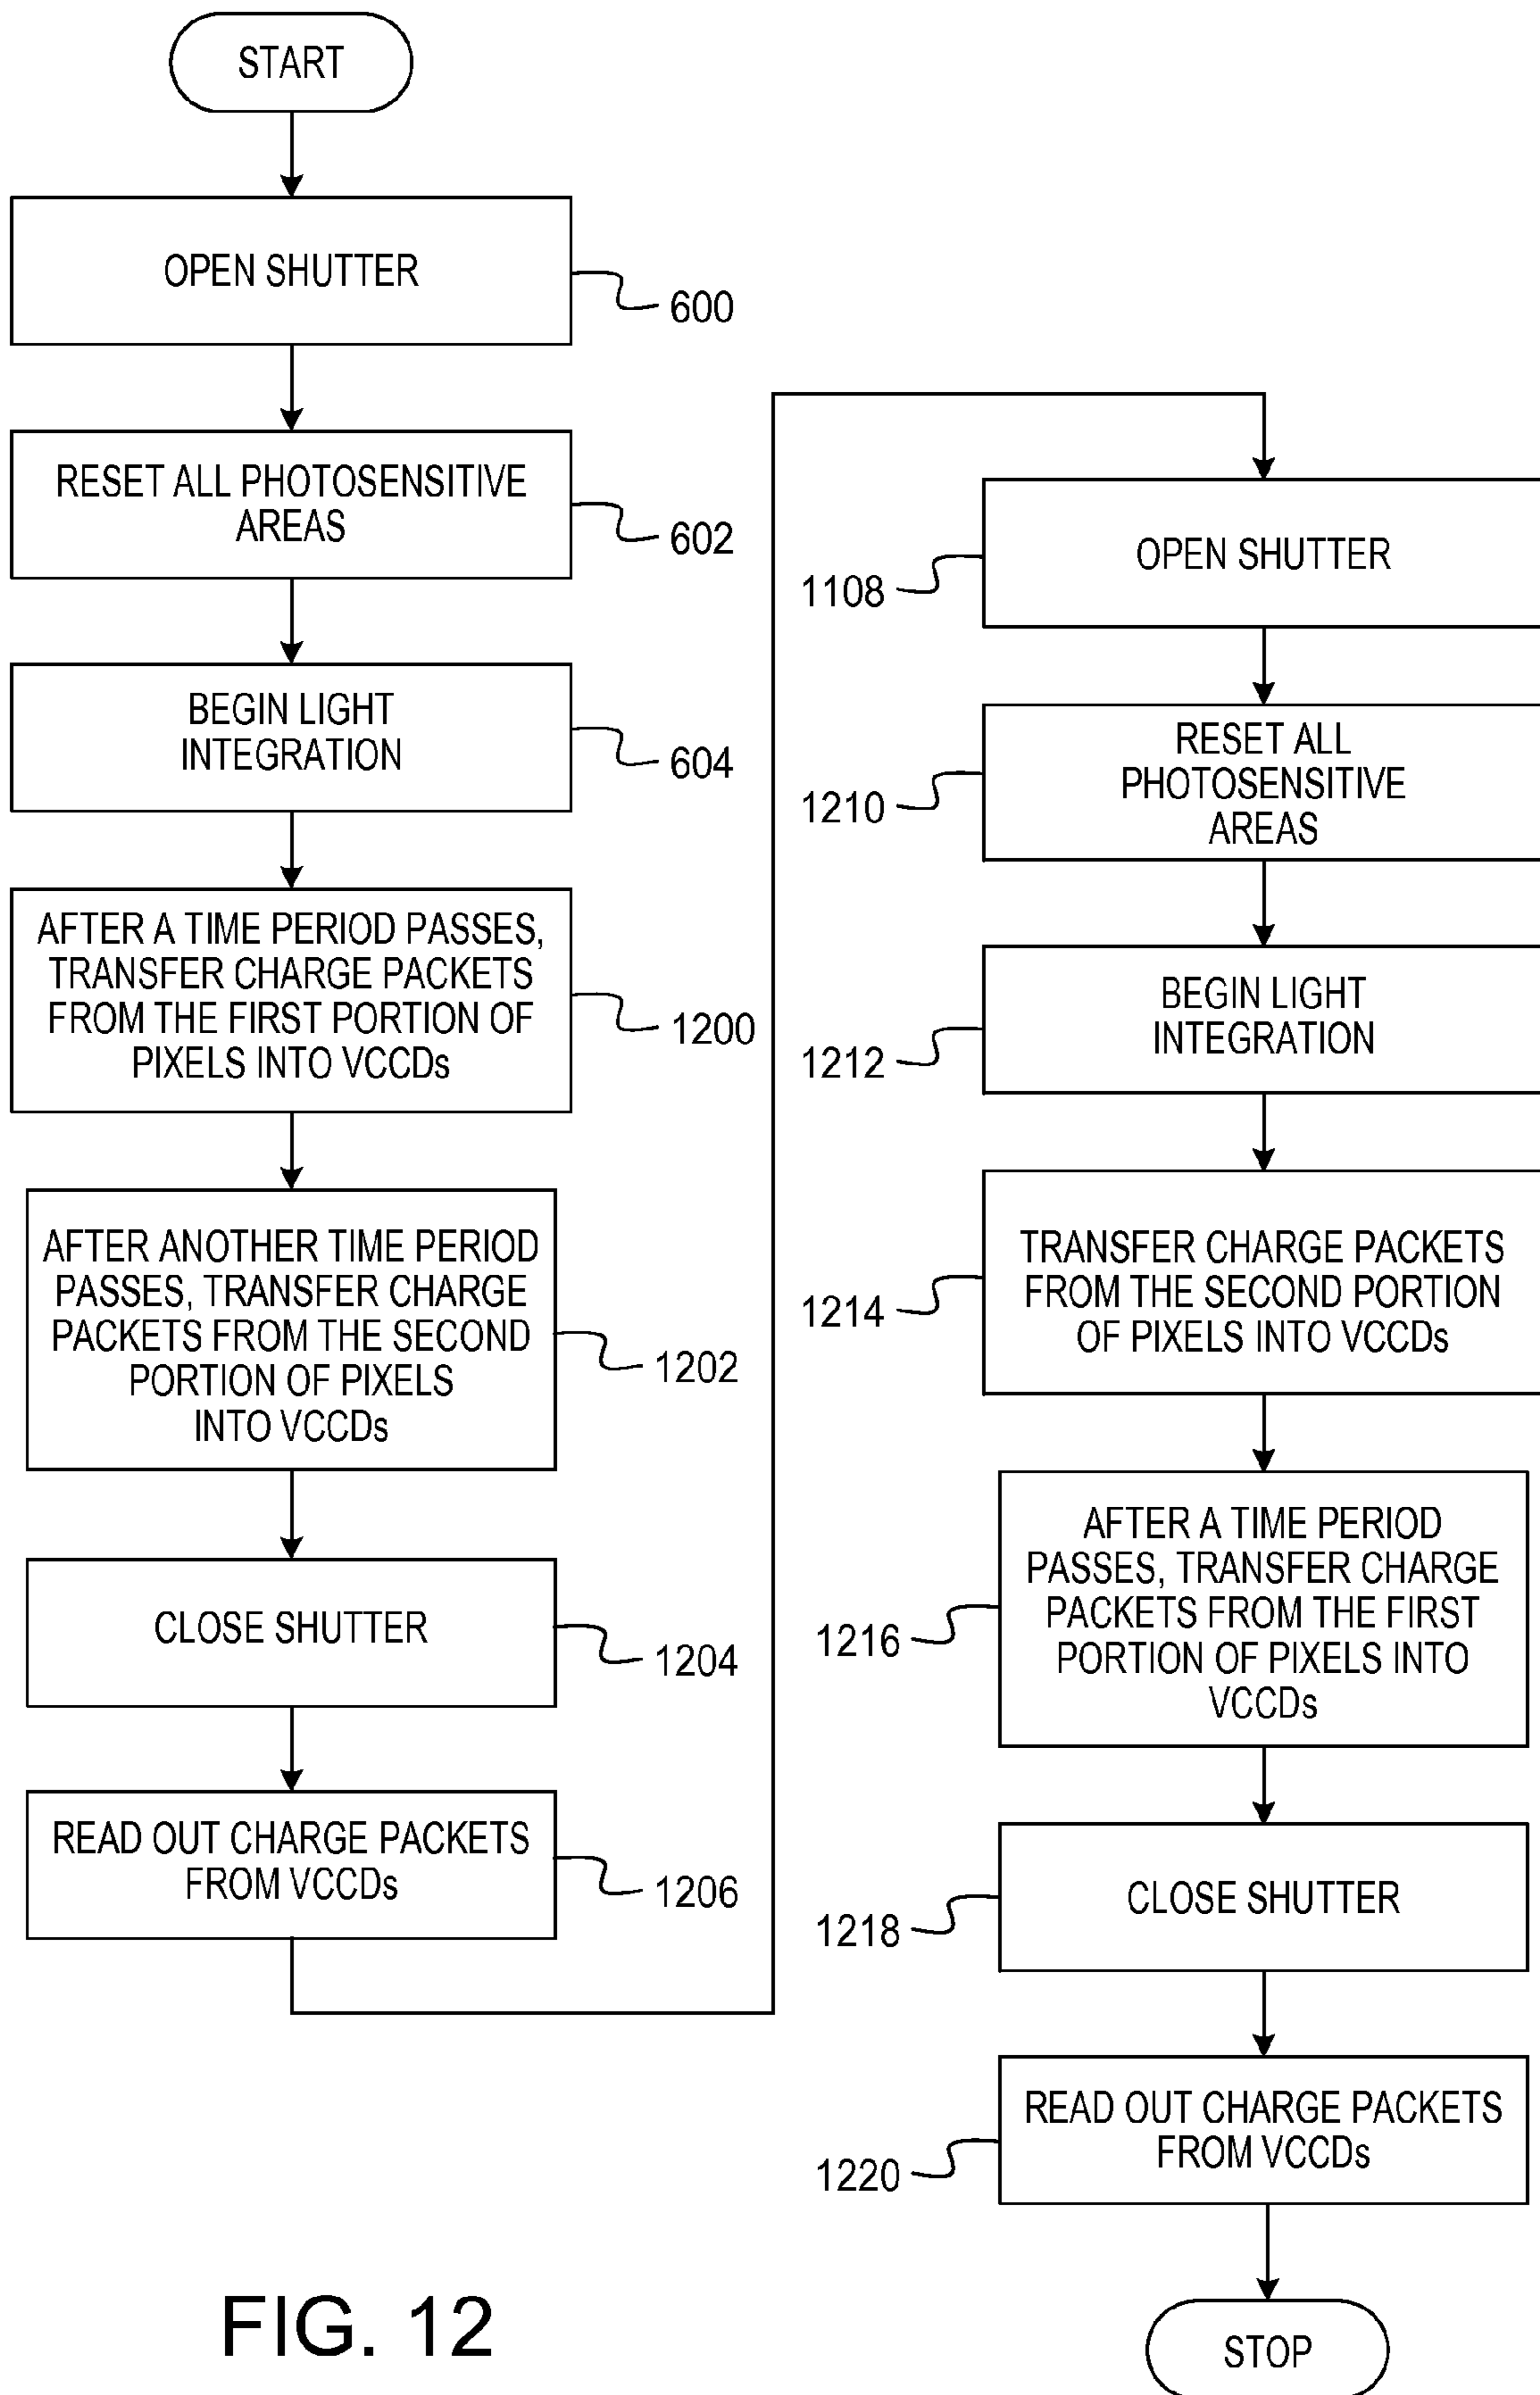 START
OPEN SHUTTER
600
RESET ALL PHOTOSENSITIVE
AREAS
602
BEGIN LIGHT
INTEGRATION
604
AFTER A TIME PERIOD PASSES,
TRANSFER CHARGE PACKETS
FROM THE FIRST PORTION OF
PIXELS INTO VCCDs
1200
AFTER ANOTHER TIME PERIOD
PASSES, TRANSFER CHARGE
PACKETS FROM THE SECOND
PORTION OF PIXELS
INTO VCCDs
1202
CLOSE SHUTTER
1204
READ OUT CHARGE PACKETS
FROM VCCDs
1206
OPEN SHUTTER
1108
RESET ALL
PHOTOSENSITIVE
AREAS
1210
BEGIN LIGHT
INTEGRATION
1212
TRANSFER CHARGE PACKETS
FROM THE SECOND PORTION
OF PIXELS INTO VCCDs
1214
AFTER A TIME PERIOD
PASSES, TRANSFER CHARGE
PACKETS FROM THE FIRST
PORTION OF PIXELS INTO
VCCDs
1216
CLOSE SHUTTER
1218
READ OUT CHARGE PACKETS
FROM VCCDs
1220
STOP
FIG. 12